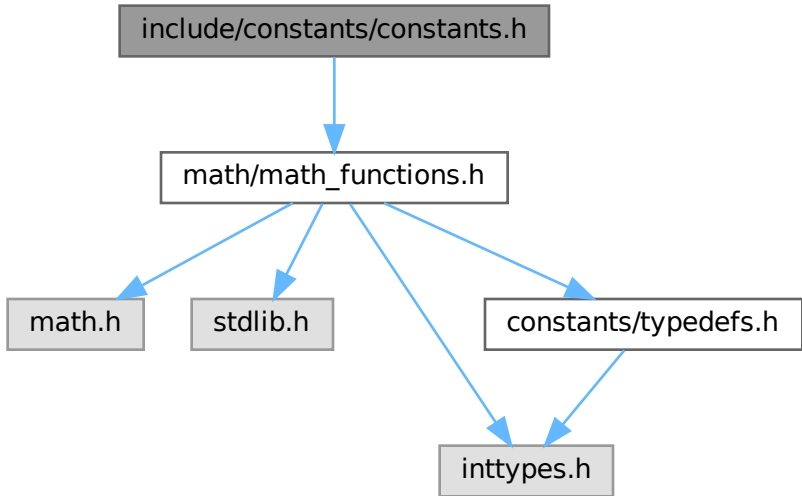 include/constants/constants.h
math/math_functions.h
math.h
stdlib.h
constants/typedefs.h
inttypes.h